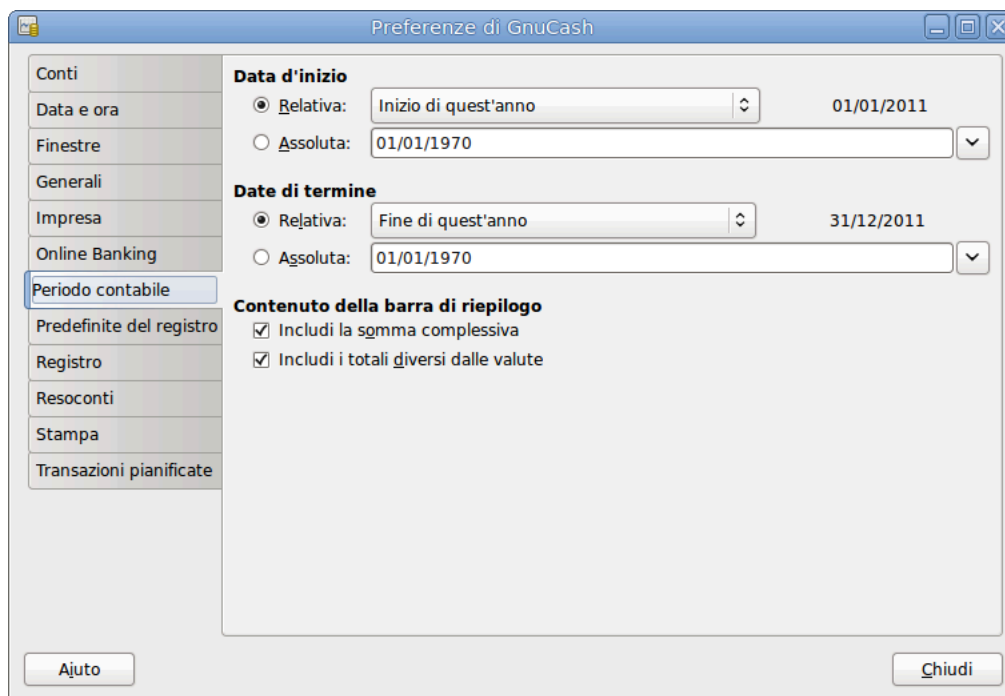 Preferenze di GnuCash
Conti
Data e ora
Finestre
Generali
Impresa
Online Banking
Periodo contabile
Predefinite del registro
Registro
Resoconti
Stampa
Transazioni pianificate
Data d'inizio
Relativa: Inizio di quest'anno 01/01/2011
Assoluta: 01/01/1970
Date di termine
Relativa: Fine di quest'anno 31/12/2011
Assoluta: 01/01/1970
Contenuto della barra di riepilogo
Includi la somma complessiva
Includi i totali diversi dalle valute
Aiuto
Chiudi